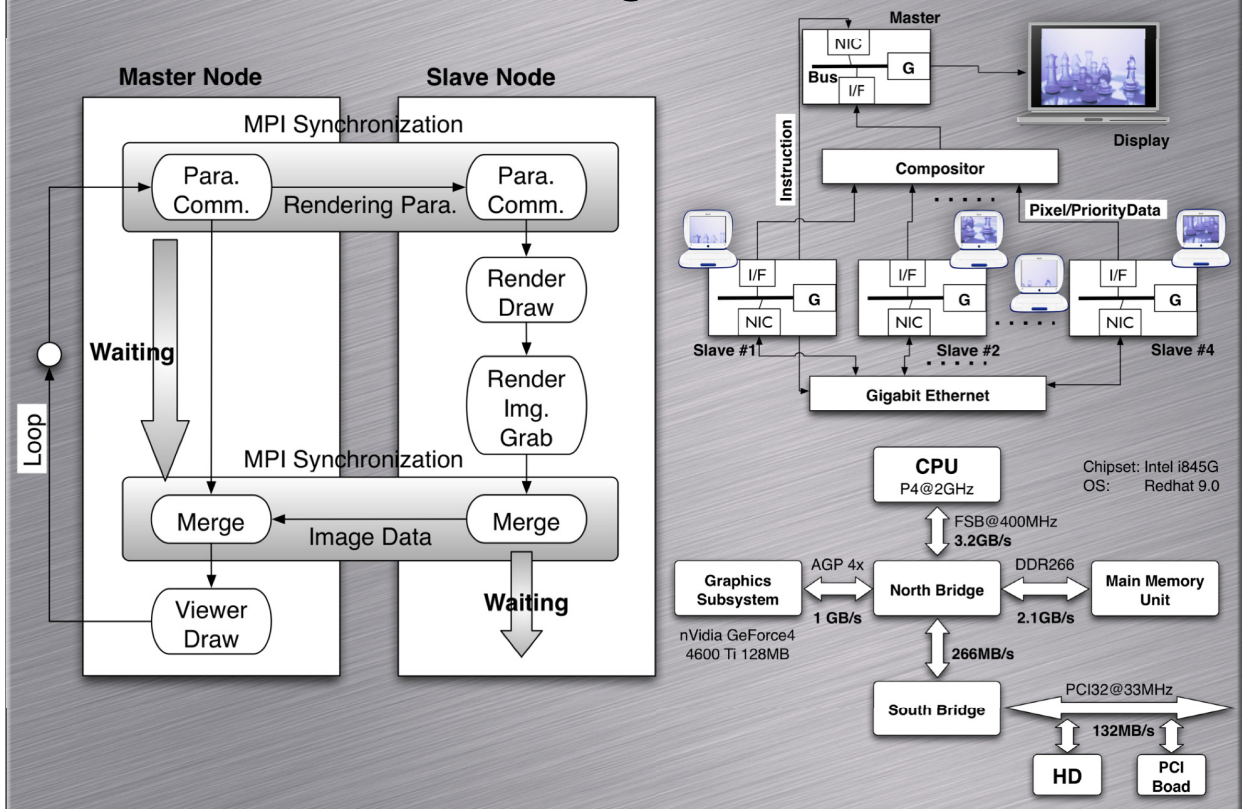 Master Node
Slave Node
MPI Synchronization
Para.
Comm.
Rendering Para.
Para.
Comm.
Render
Draw
Waiting
Render
Img.
Grab
Loop
MPI Synchronization
Merge
Image Data
Merge
Viewer
Draw
Waiting
Master
NIC
Bus
G
I/F
Display
Instruction
Compositor
Pixel/PriorityData
I/F
G
NIC
Slave #1
I/F
G
NIC
Slave #2
I/F
G
NIC
Slave #4
Gigabit Ethernet
CPU
P4@2GHz
Chipset: Intel i845G
OS: Redhat 9.0
FSB@400MHz
3.2GB/s
Graphics
Subsystem
AGP 4x
1 GB/s
North Bridge
DDR266
2.1GB/s
Main Memory
Unit
nVidia GeForce4
4600 Ti 128MB
266MB/s
South Bridge
PCI32@33MHz
132MB/s
HD
PCI
Boad